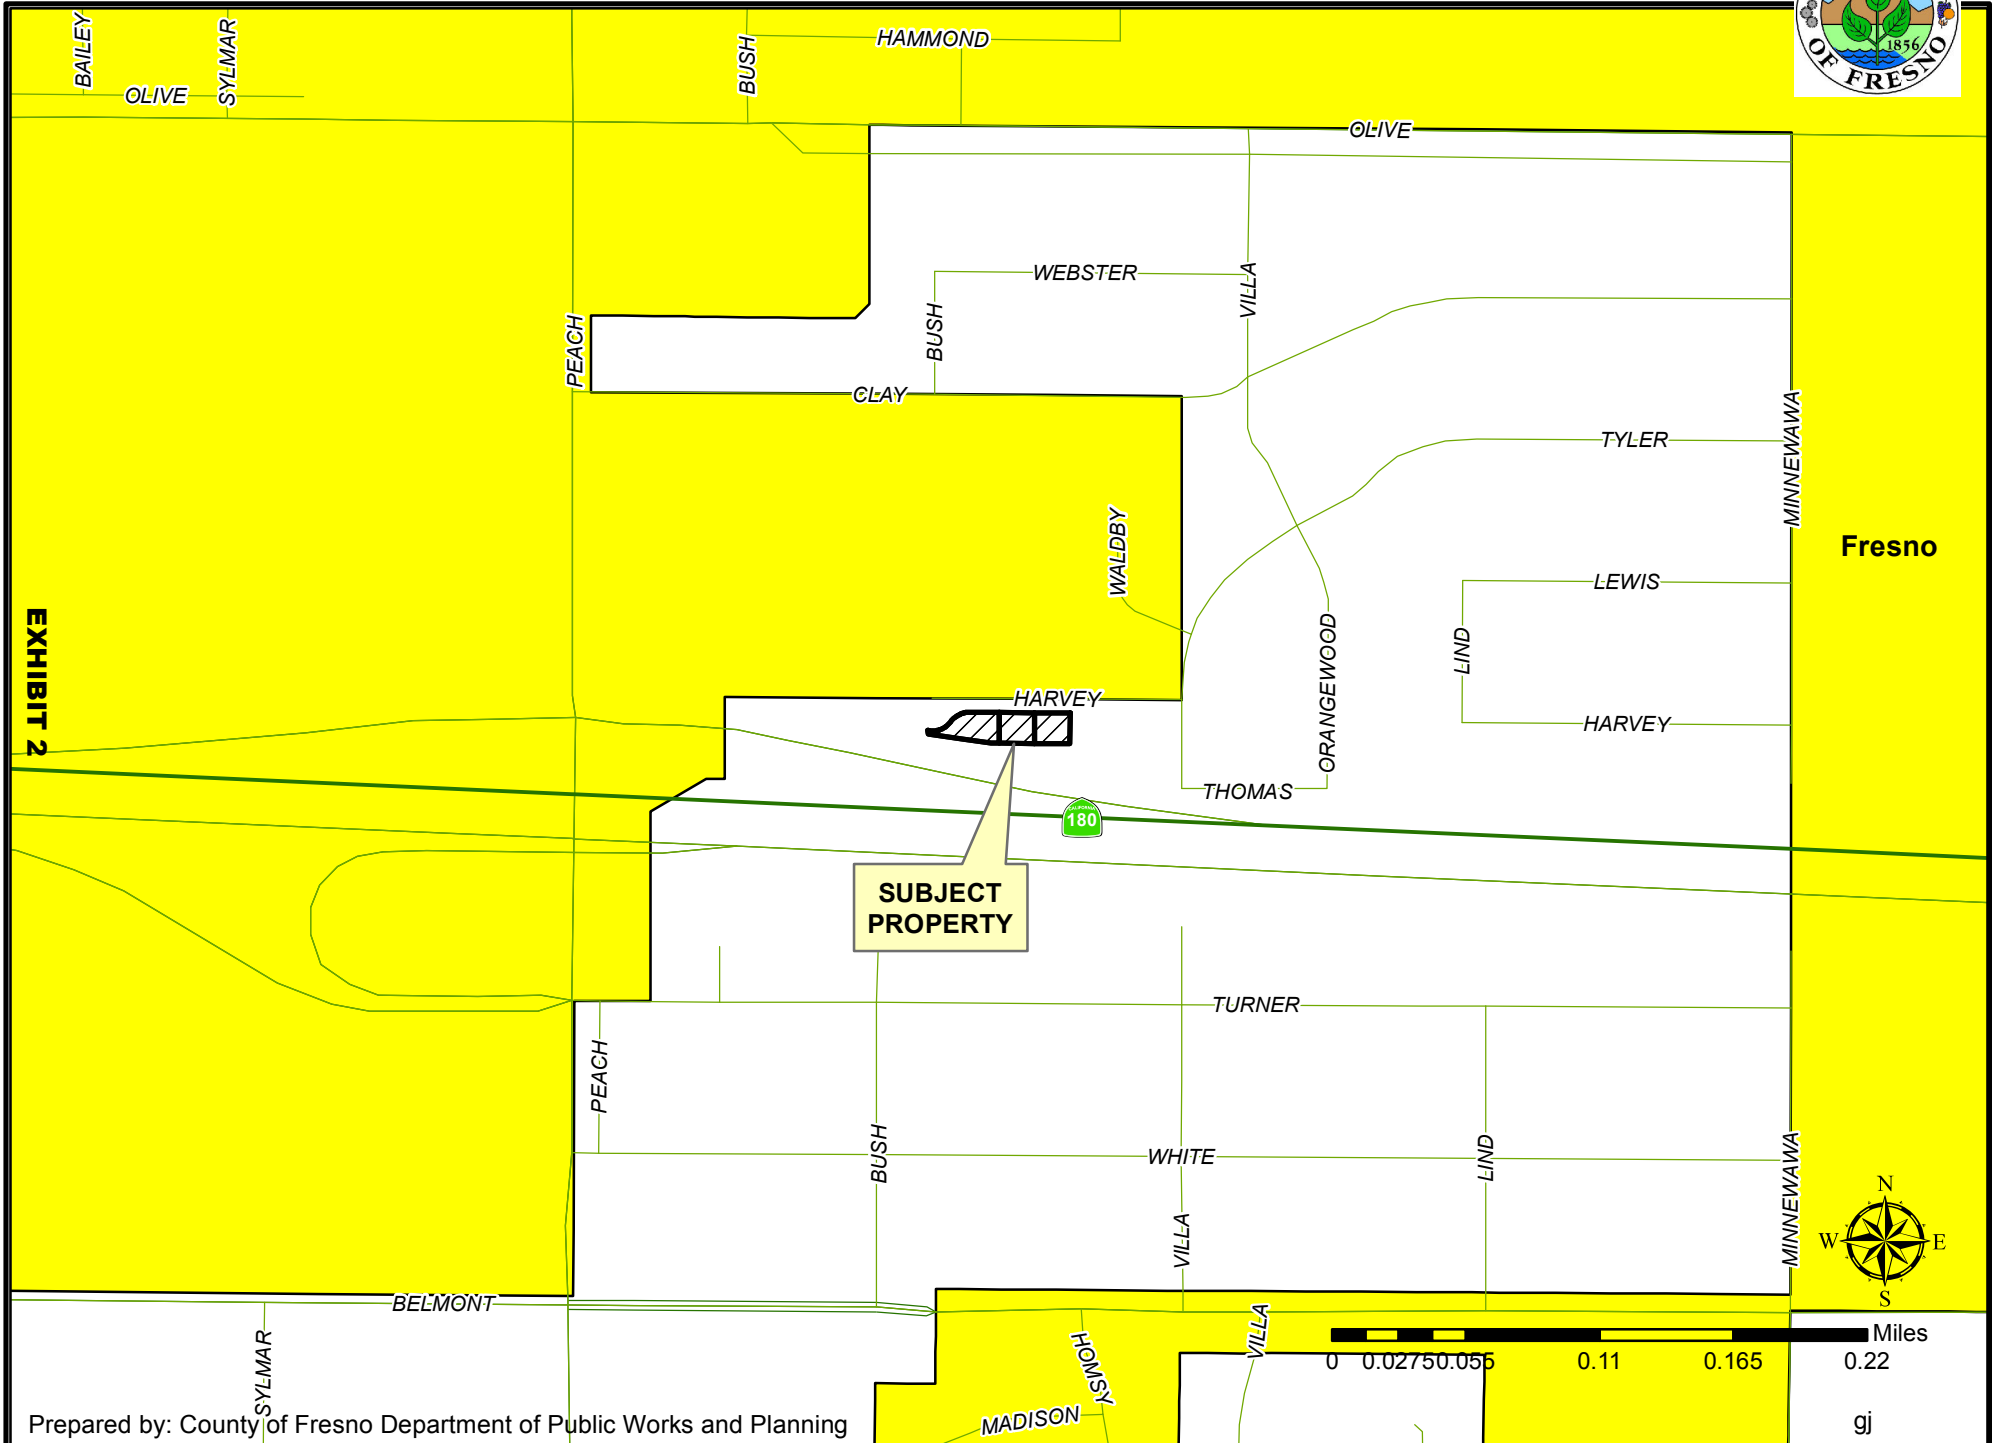 BAILEY
SYLMAR
OLIVE
BUSH
HAMMOND
1856
OF FRESNO
OLIVE
WEBSTER
VILLA
BUSH
PEACH
CLAY
MINNEWAWA
TYLER
WALDBY
Fresno
LEWIS
LIND
ORANGEWOOD
EXHIBIT 2
HARVEY
HARVEY
THOMAS
CALIFORNIA
180
SUBJECT
PROPERTY
TURNER
PEACH
BUSH
WHITE
LIND
MINNEWAWA
VILLA
N
W E
S
BELMONT
SYLMAR
HOMSY
VILLA
MADISON
Miles
0 0.0275 0.055 0.11 0.165 0.22
Prepared by: County of Fresno Department of Public Works and Planning
gj